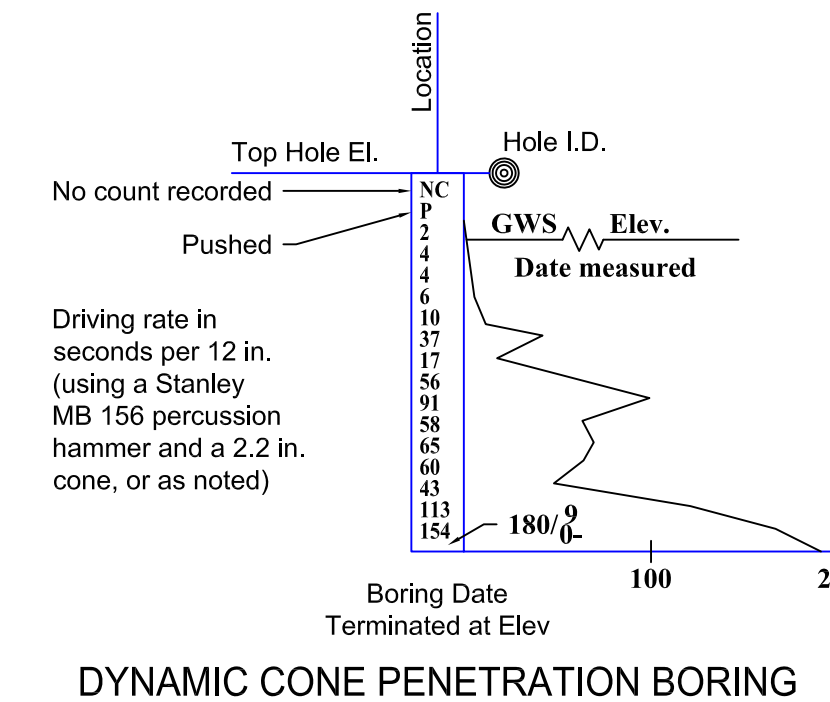 Location
Top Hole El.
Hole I.D.
No count recorded
NC
Pushed
P
GWS Elev.
Date measured
2
4
4
6
10
37
17
56
91
58
65
60
43
113
154
Driving rate in
seconds per 12 in.
(using a Stanley
MB 156 percussion
hammer and a 2.2 in.
cone, or as noted)
180/
9
0-
100
2
Boring Date
Terminated at Elev
DYNAMIC CONE PENETRATION BORING